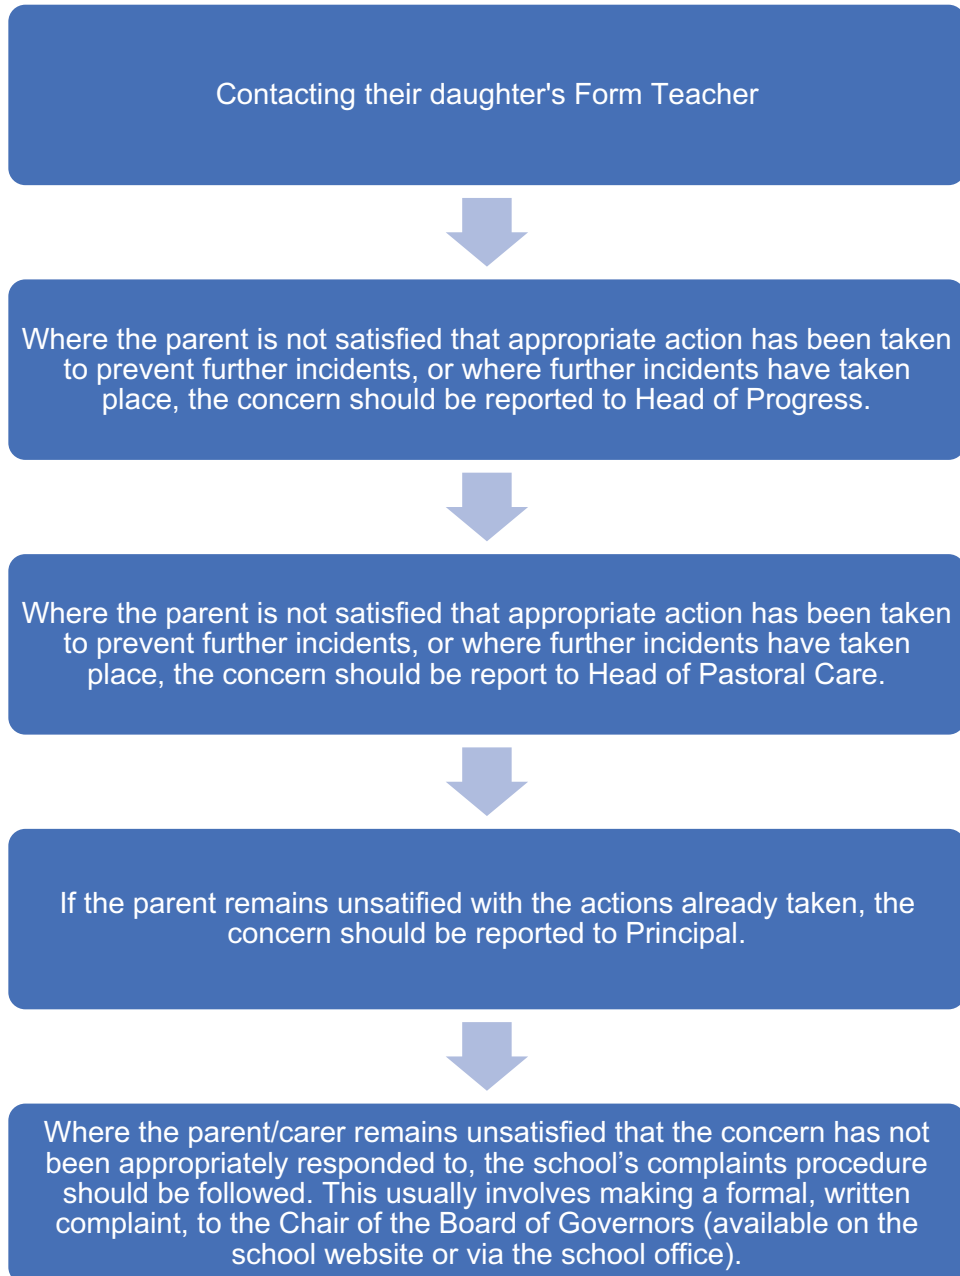 Contacting their daughter's Form Teacher
Where the parent is not satisfied that appropriate action has been taken
to prevent further incidents, or where further incidents have taken
place, the concern should be reported to Head of Progress.
Where the parent is not satisfied that appropriate action has been taken
to prevent further incidents, or where further incidents have taken
place, the concern should be report to Head of Pastoral Care.
If the parent remains unsatified with the actions already taken, the
concern should be reported to Principal.
Where the parent/carer remains unsatisfied that the concern has not
been appropriately responded to, the school’s complaints procedure
should be followed. This usually involves making a formal, written
complaint, to the Chair of the Board of Governors (available on the
school website or via the school office).